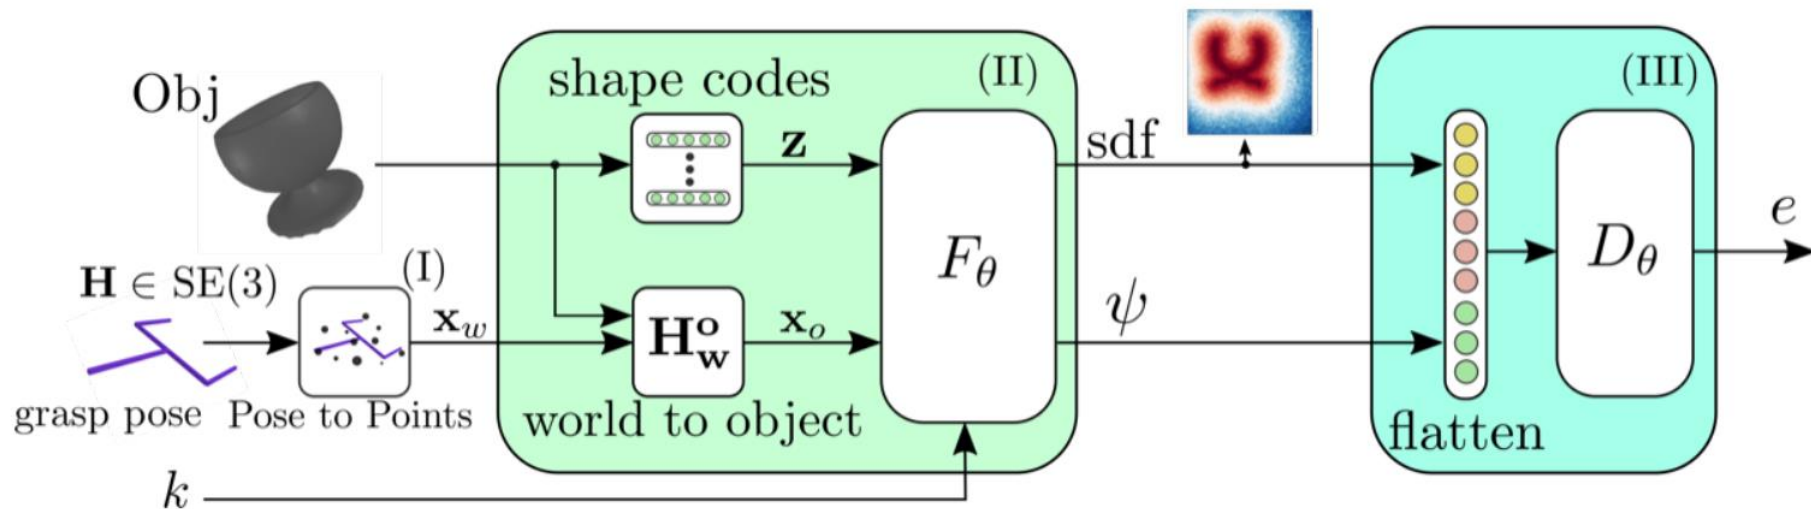 Obj
shape codes
(II)
z
sdf
(III)
H ∈ SE(3)
(I)
x_w
H_w^o
x_o
F_θ
ψ
D_θ
e
grasp pose
Pose to Points
world to object
flatten
k